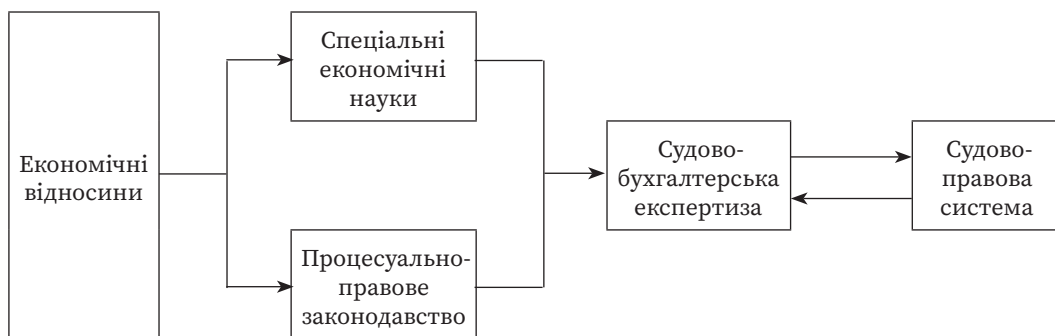 Економічні
відносини
Спеціальні
економічні
науки
Процесуально-
правове
законодавство
Судово-
бухгалтерська
експертиза
Судово-
правова
система